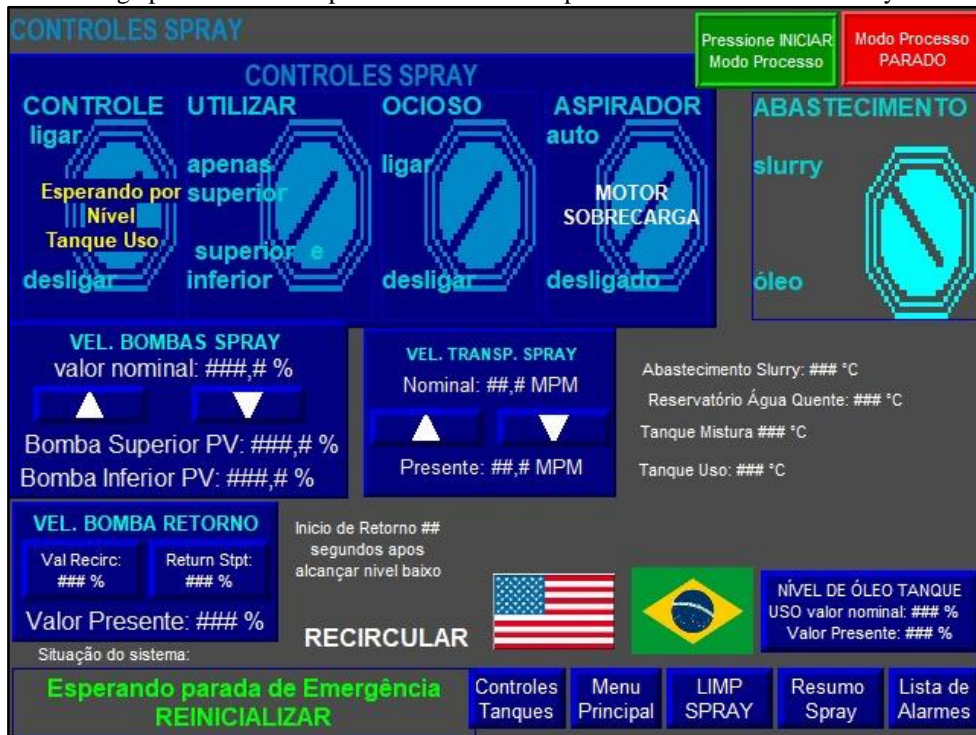 CONTROLES SPRAY
Pressione INICIAR
Modo Processo
Modo Processo
PARADO
CONTROLES SPRAY
CONTROLE
ligar
Esperando por
Nível
Tanque Uso
desligar
UTILIZAR
apenas
superior
superior e
inferior
OCIOSO
ligar
desligar
ASPIRADOR
auto
MOTOR
SOBRECARGA
desligado
ABASTECIMENTO
slurry
óleo
VEL. BOMBAS SPRAY
valor nominal: ###,# %
Bomba Superior PV: ###,# %
Bomba Inferior PV: ###,# %
VEL. TRANSP. SPRAY
Nominal: ##,# MPM
Presente: ##,# MPM
Abastecimento Slurry: ### °C
Reservatório Água Quente: ### °C
Tanque Mistura ### °C
Tanque Uso: ### °C
VEL. BOMBA RETORNO
Val Recirc:
### %
Return Stpt:
### %
Valor Presente: ### %
Inicio de Retorno ##
segundos apos
alcançar nivel baixo
RECIRCULAR
NÍVEL DE ÓLEO TANQUE
USO valor nominal: ### %
Valor Presente: ### %
Situação do sistema:
Esperando parada de Emergência
REINICIALIZAR
Controles
Tanques
Menu
Principal
LIMP
SPRAY
Resumo
Spray
Lista de
Alarmes